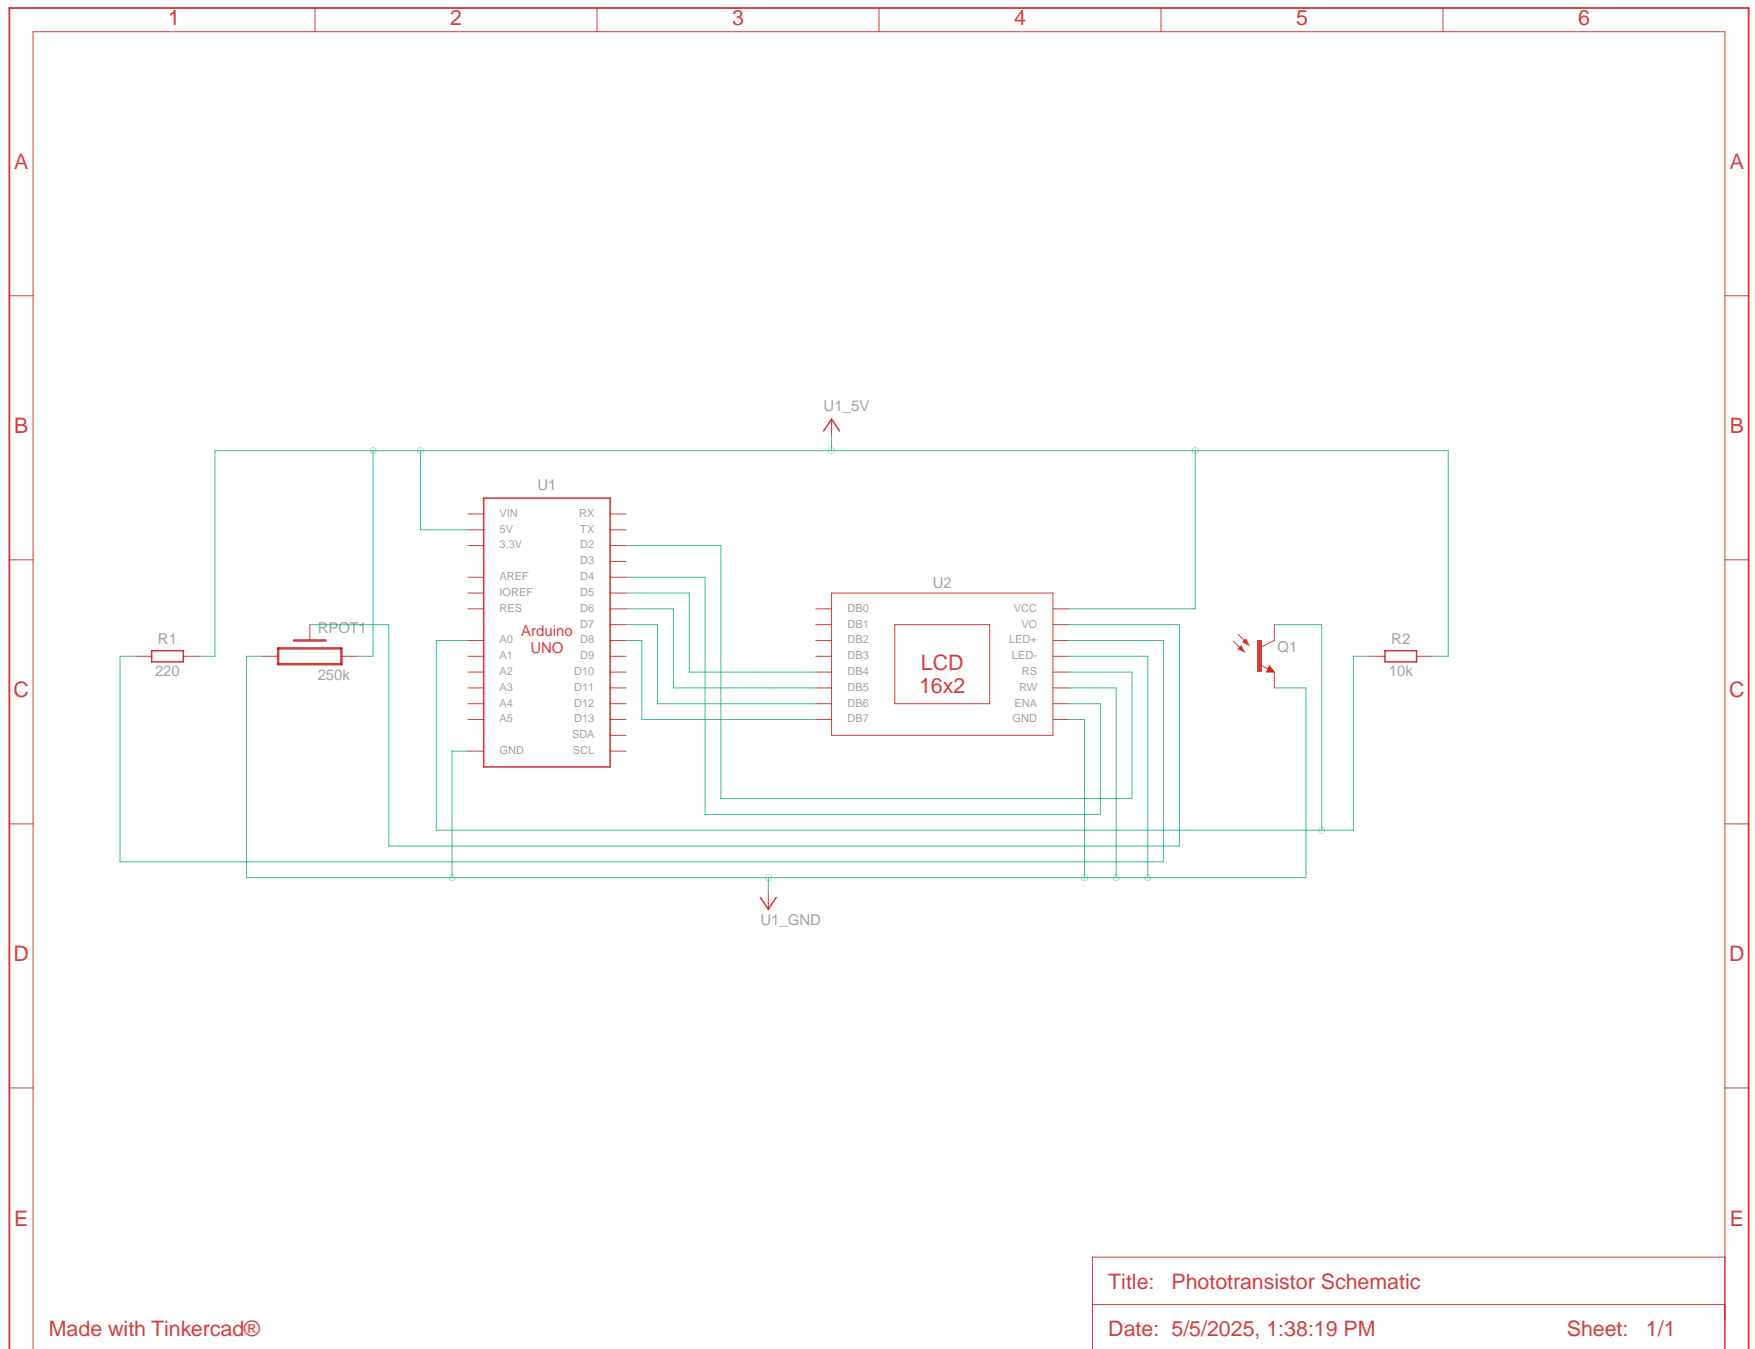 1 2 3 4 5 6
A A
U1_5V
B B
U1
VIN RX
5V TX
3.3V D2
D3
AREF D4
IOREF D5
RES D6
D7
A0 D8
A1 D9
A2 D10
A3 D11
A4 D12
A5 D13
SDA
GND SCL
Arduino
UNO
U2
DB0 VCC
DB1 VO
DB2 LED+
DB3 LED-
DB4 RS
DB5 RW
DB6 ENA
DB7 GND
LCD
16x2
R1
220
RPOT1
250k
Q1
R2
10k
C C
U1_GND
D D
E E
Title: Phototransistor Schematic
Made with Tinkercad®
Date: 5/5/2025, 1:38:19 PM Sheet: 1/1